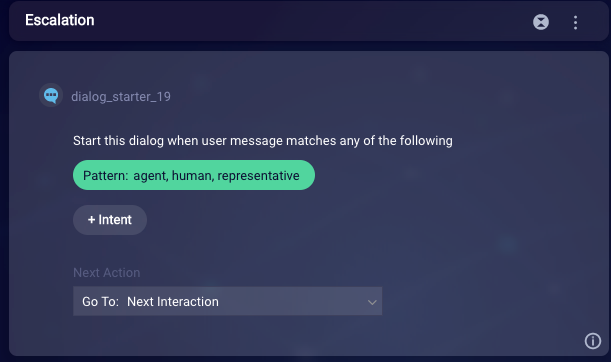 Escalation
dialog_starter_19
Start this dialog when user message matches any of the following
Pattern: agent, human, representative
+ Intent
Next Action
Go To: Next Interaction